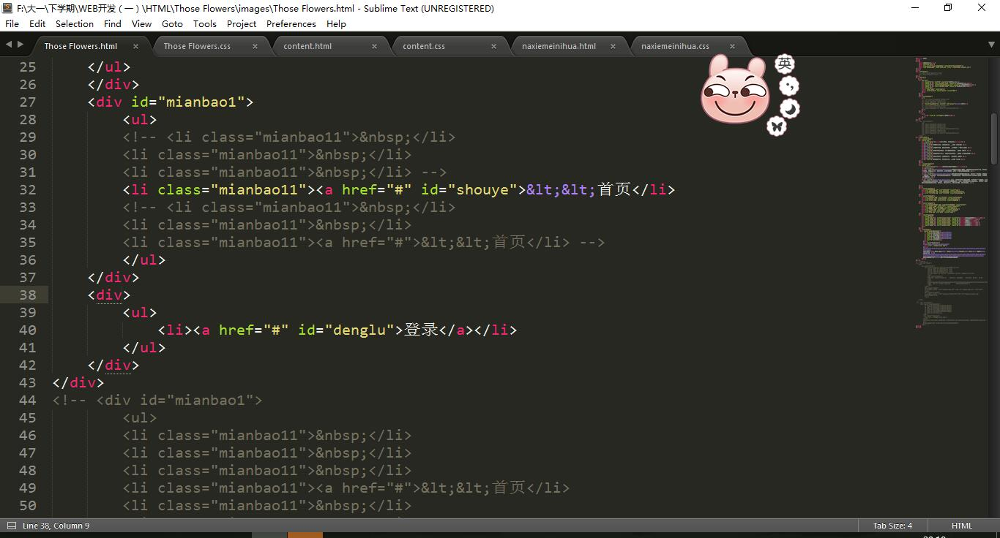 F:\大一\下学期\WEB开发 ( 一 ) \HTML\Those Flowers\images\Those Flowers.html - Sublime Text (UNREGISTERED)
File Edit Selection Find View Goto Tools Project Preferences Help
Those Flowers.html × Those Flowers.css × content.html × content.css × naxiemeinihua.html × naxiemeinihua.css ×
英
25 </ul>
26 </div>
27 <div id="mianbao1">
28 <ul>
29 <!-- <li class="mianbao11">&nbsp;</li>
30 <li class="mianbao11">&nbsp;</li>
31 <li class="mianbao11">&nbsp;</li> -->
32 <li class="mianbao11"><a href="#" id="shouye">&lt;&lt;首页</li>
33 <!-- <li class="mianbao11">&nbsp;</li>
34 <li class="mianbao11">&nbsp;</li>
35 <li class="mianbao11"><a href="#">&lt;&lt;首页</li> -->
36 </ul>
37 </div>
38 <div>
39 <ul>
40 <li><a href="#" id="denglu">登录</a></li>
41 </ul>
42 </div>
43 </div>
44 <!-- <div id="mianbao1">
45 <ul>
46 <li class="mianbao11">&nbsp;</li>
47 <li class="mianbao11">&nbsp;</li>
48 <li class="mianbao11">&nbsp;</li>
49 <li class="mianbao11"><a href="#">&lt;&lt;首页</li>
50 <li class="mianbao11">&nbsp;</li>
Line 38, Column 9 Tab Size: 4 HTML